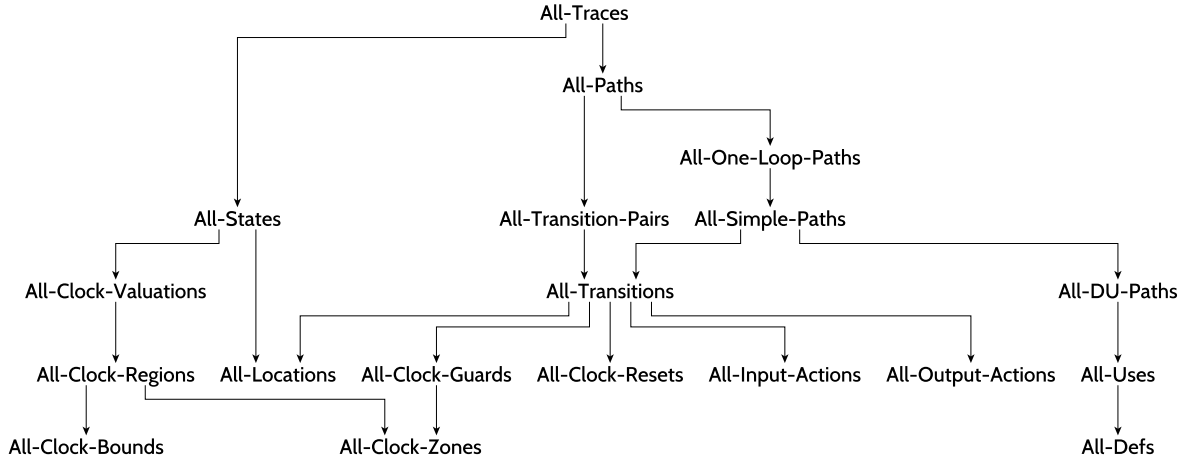 All-Traces
All-Paths
All-One-Loop-Paths
All-States
All-Transition-Pairs
All-Simple-Paths
All-Clock-Valuations
All-Transitions
All-DU-Paths
All-Clock-Regions
All-Locations
All-Clock-Guards
All-Clock-Resets
All-Input-Actions
All-Output-Actions
All-Uses
All-Clock-Bounds
All-Clock-Zones
All-Defs